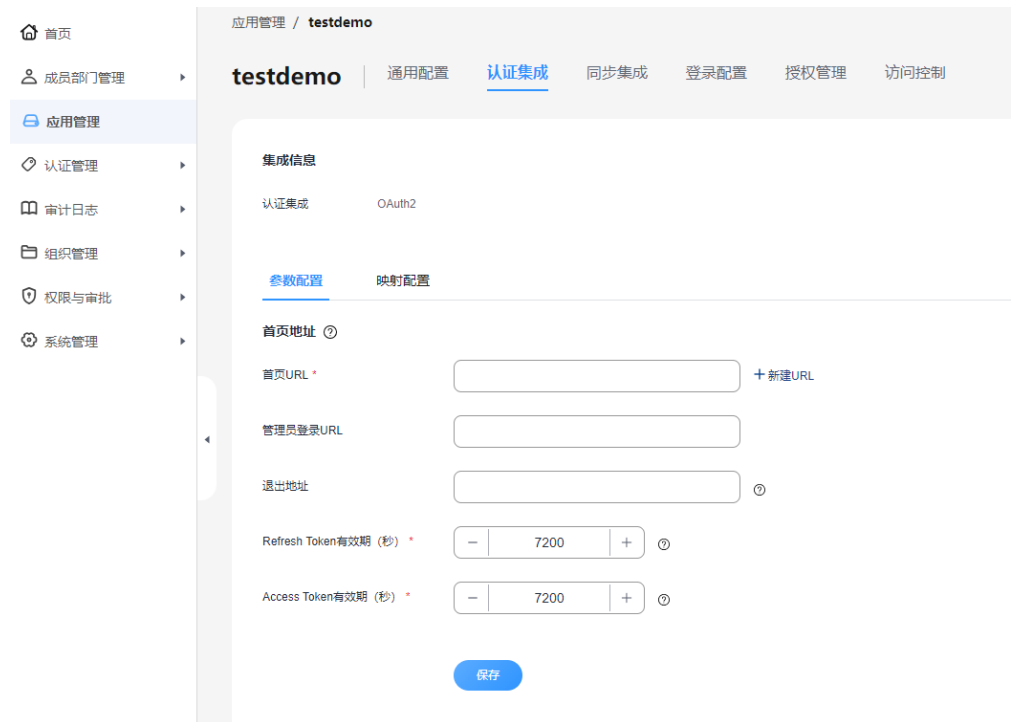 首页
成员部门管理
应用管理
认证管理
审计日志
组织管理
权限与审批
系统管理
应用管理 / testdemo
testdemo 通用配置 认证集成 同步集成 登录配置 授权管理 访问控制
集成信息
认证集成 OAuth2
参数配置 映射配置
首页地址 ?
首页URL * +新建URL
管理员登录URL
退出地址 ?
Refresh Token有效期（秒） * − 7200 + ?
Access Token有效期（秒） * − 7200 + ?
保存